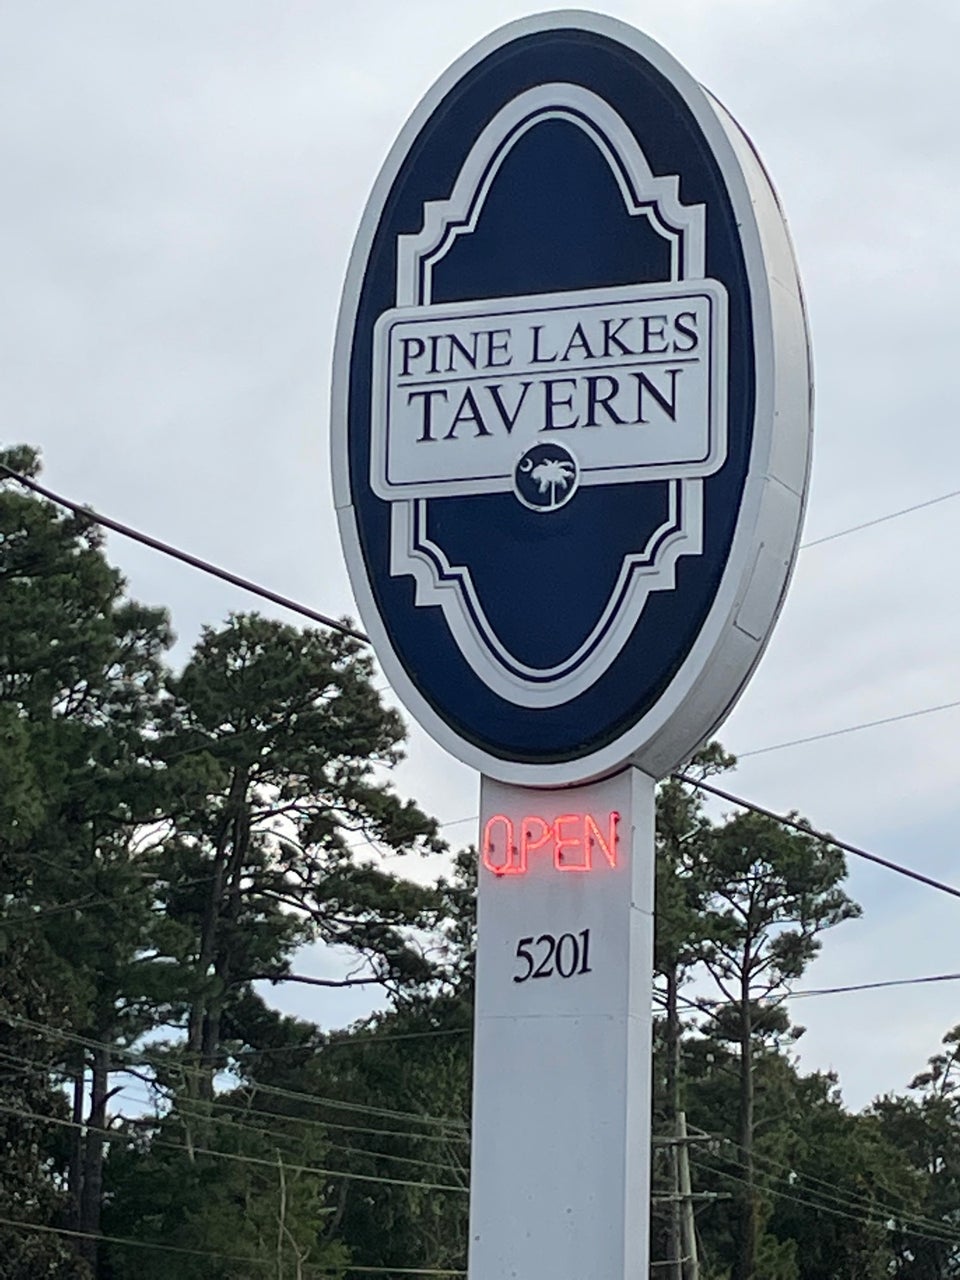 PINE LAKES
TAVERN
OPEN
5201